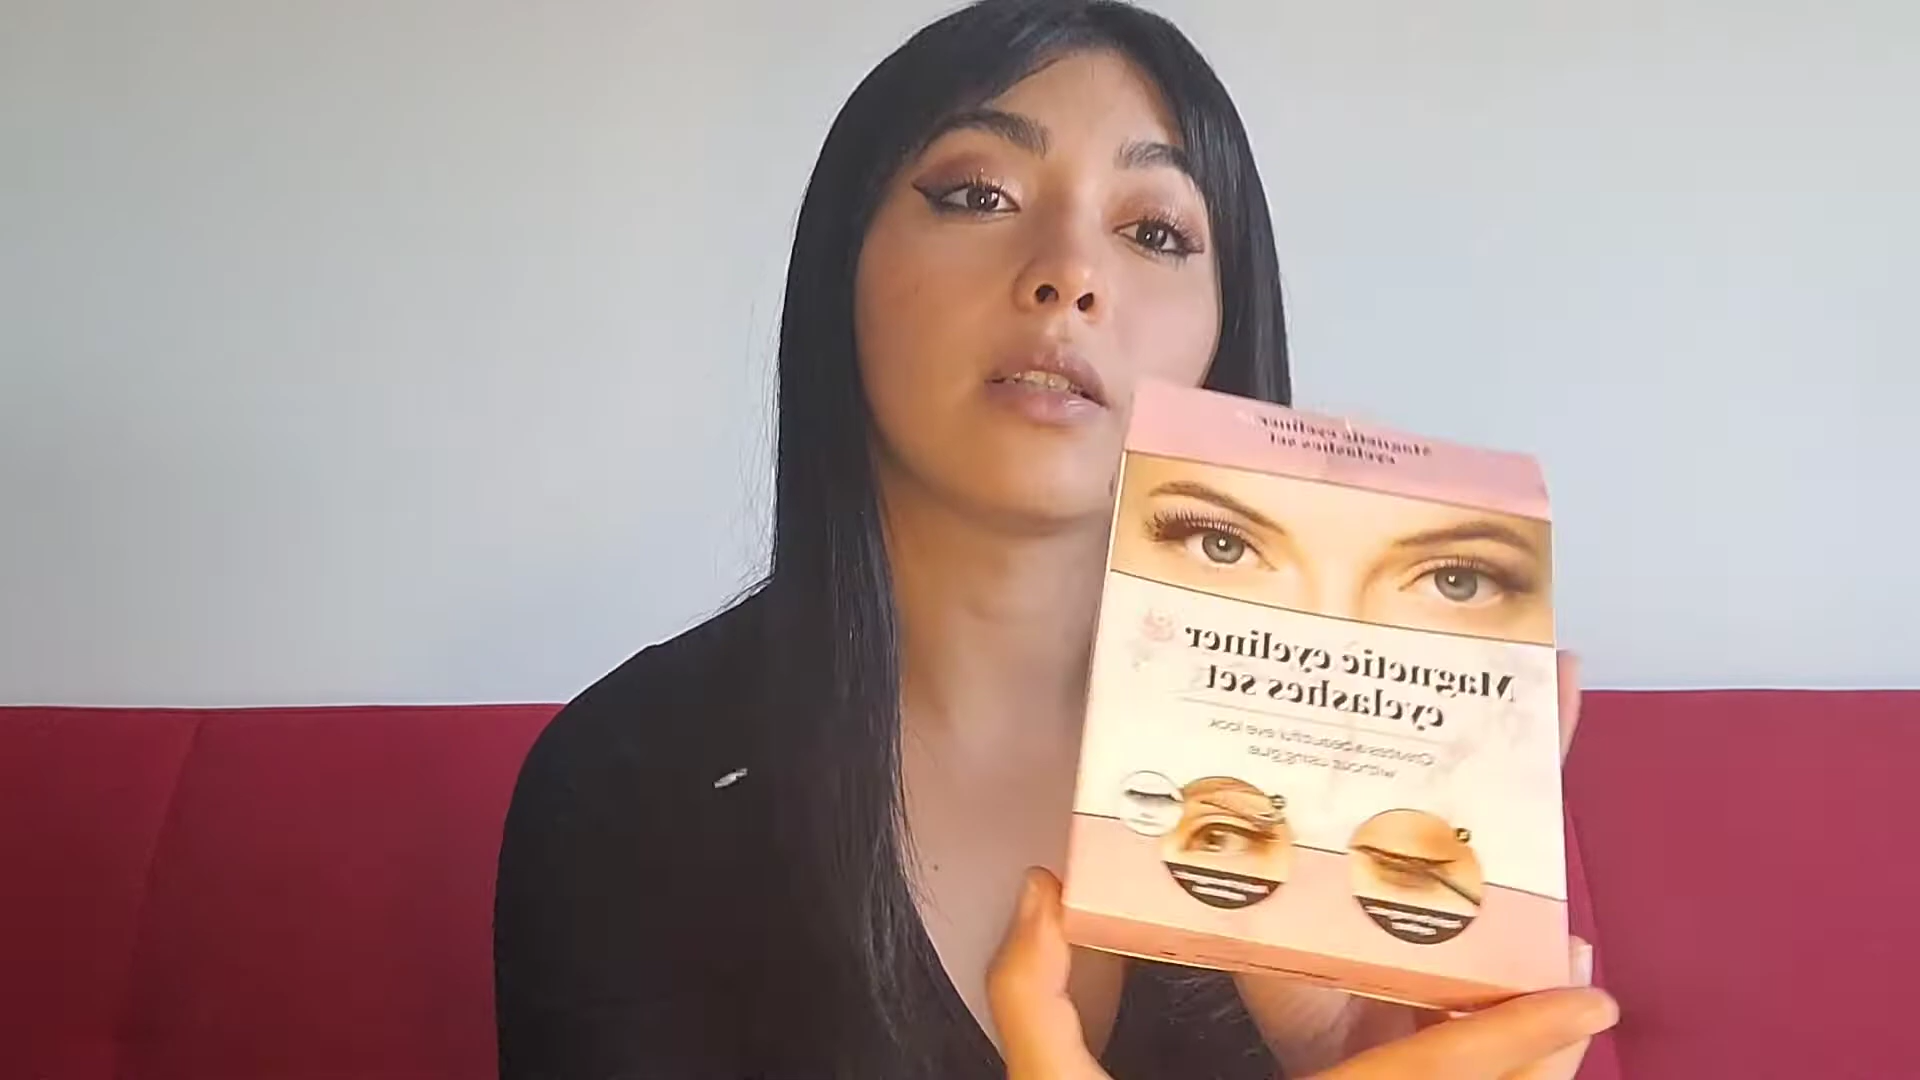 Magnetic eyeliner
eyelashes set
Magnetic eyeliner
eyelashes set
Creates a beautiful eye look
without using glue